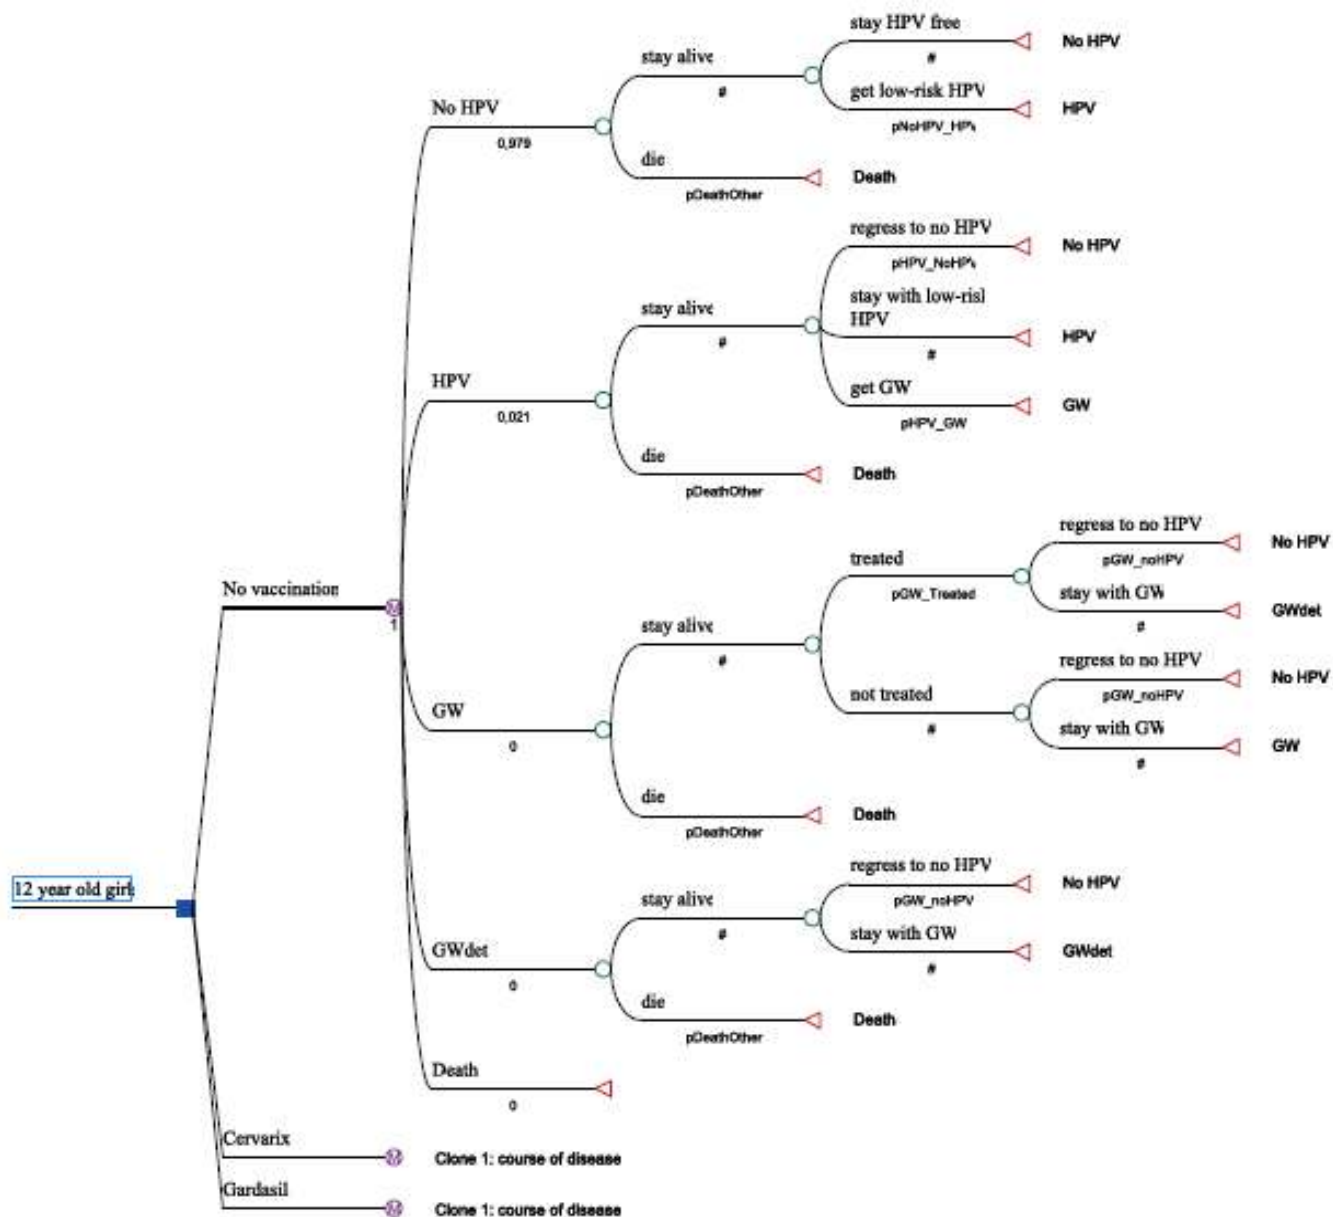 stay HPV free
No HPV
#
stay alive
#
get low-risk HPV
HPV
pNoHPV_HPV
No HPV
0,979
die
Death
pDeathOther
regress to no HPV
No HPV
pHPV_NoHPV
stay with low-risl
HPV
HPV
#
stay alive
#
get GW
GW
pHPV_GW
HPV
0,021
die
Death
pDeathOther
regress to no HPV
No HPV
pGW_noHPV
treated
pGW_Treated
stay with GW
GWdet
#
stay alive
#
regress to no HPV
No HPV
pGW_noHPV
not treated
#
stay with GW
GW
#
GW
0
die
Death
pDeathOther
No vaccination
1
regress to no HPV
No HPV
pGW_noHPV
stay alive
#
stay with GW
GWdet
#
GWdet
0
die
Death
pDeathOther
Death
0
12 year old girls
Cervarix
M
Clone 1: course of disease
Gardasil
M
Clone 1: course of disease